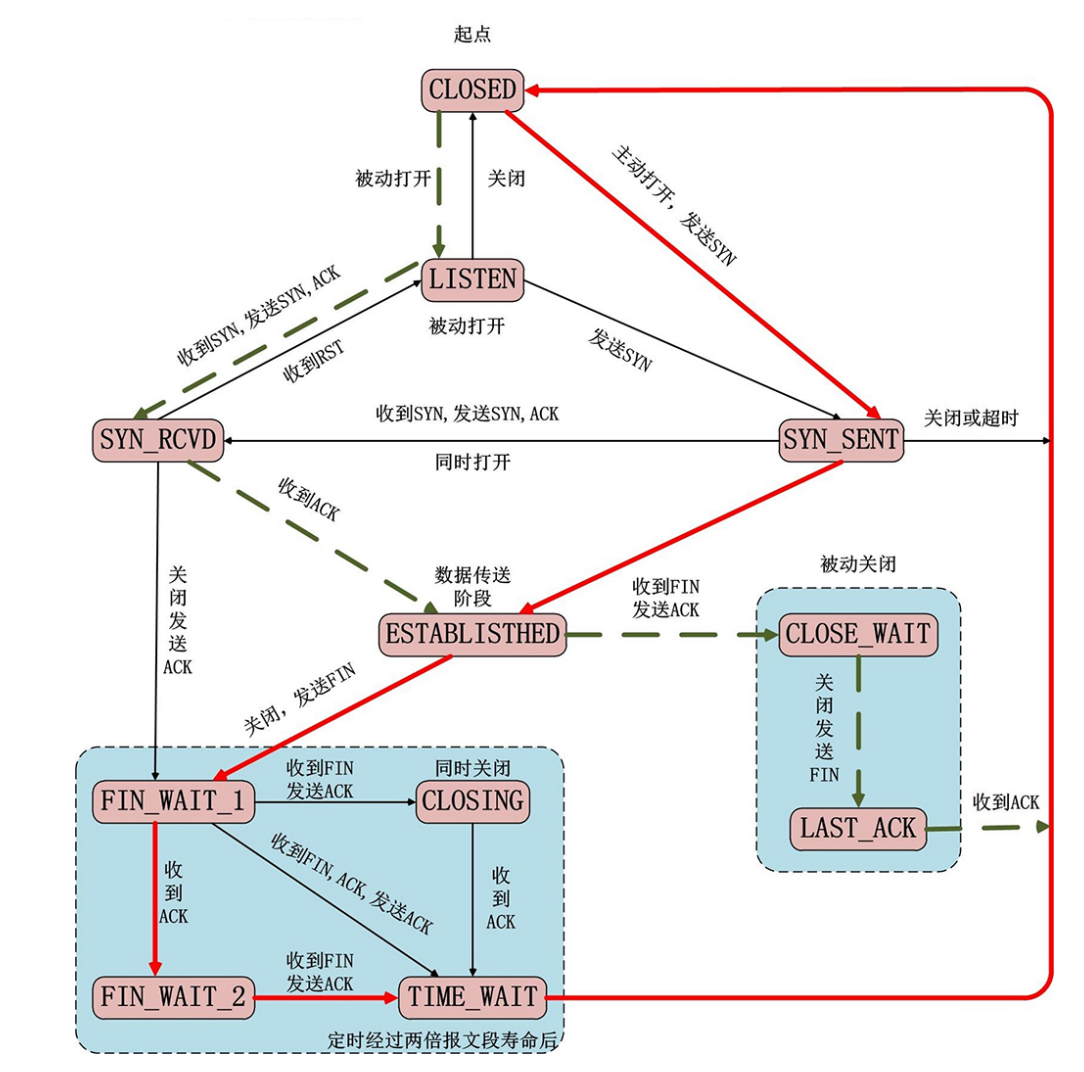 起点
CLOSED
被动打开
关闭
主动打开，发送SYN
LISTEN
被动打开
收到SYN,发送SYN,ACK
收到RST
发送SYN
SYN_RCVD
收到SYN,发送SYN,ACK
同时打开
SYN_SENT
关闭或超时
收到ACK
关
闭
发
送
ACK
数据传送
阶段
ESTABLISTHED
收到FIN
发送ACK
被动关闭
CLOSE_WAIT
关
闭
发
送
FIN
LAST_ACK
收到ACK
关闭，发送FIN
FIN_WAIT_1
收到FIN
发送ACK
同时关闭
CLOSING
收
到
ACK
收到FIN,ACK,发送ACK
收
到
ACK
FIN_WAIT_2
收到FIN
发送ACK
TIME_WAIT
定时经过两倍报文段寿命后